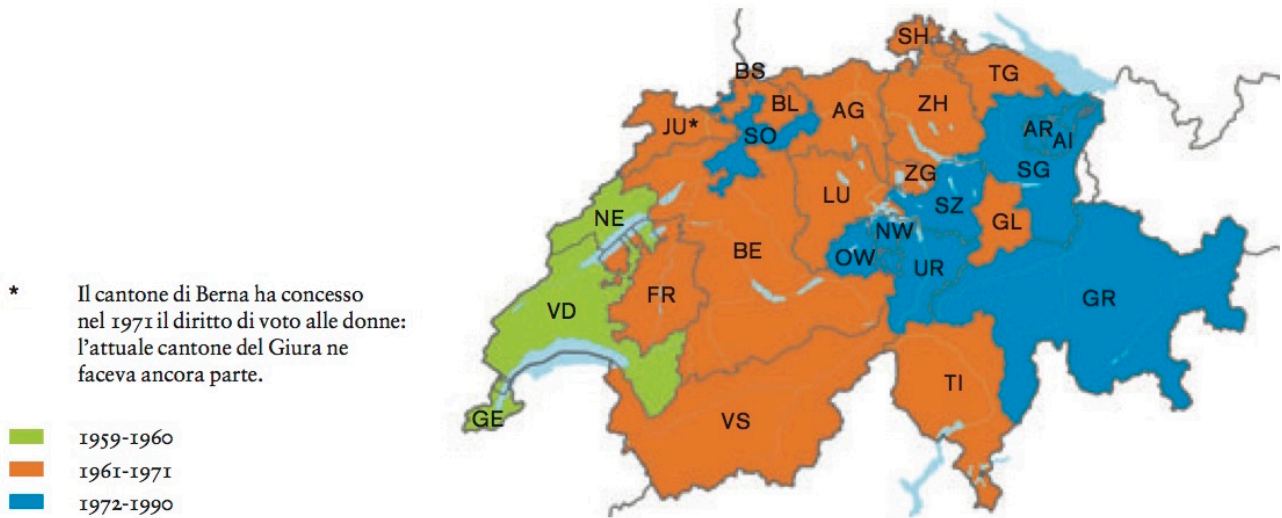 * Il cantone di Berna ha concesso
nel 1971 il diritto di voto alle donne:
l'attuale cantone del Giura ne
faceva ancora parte.
1959-1960
1961-1971
1972-1990
SH
BS
TG
BL
AG
ZH
JU*
SO
AR
AI
ZG
SG
LU
SZ
NE
GL
NW
BE
OW
UR
FR
GR
VD
TI
VS
GE